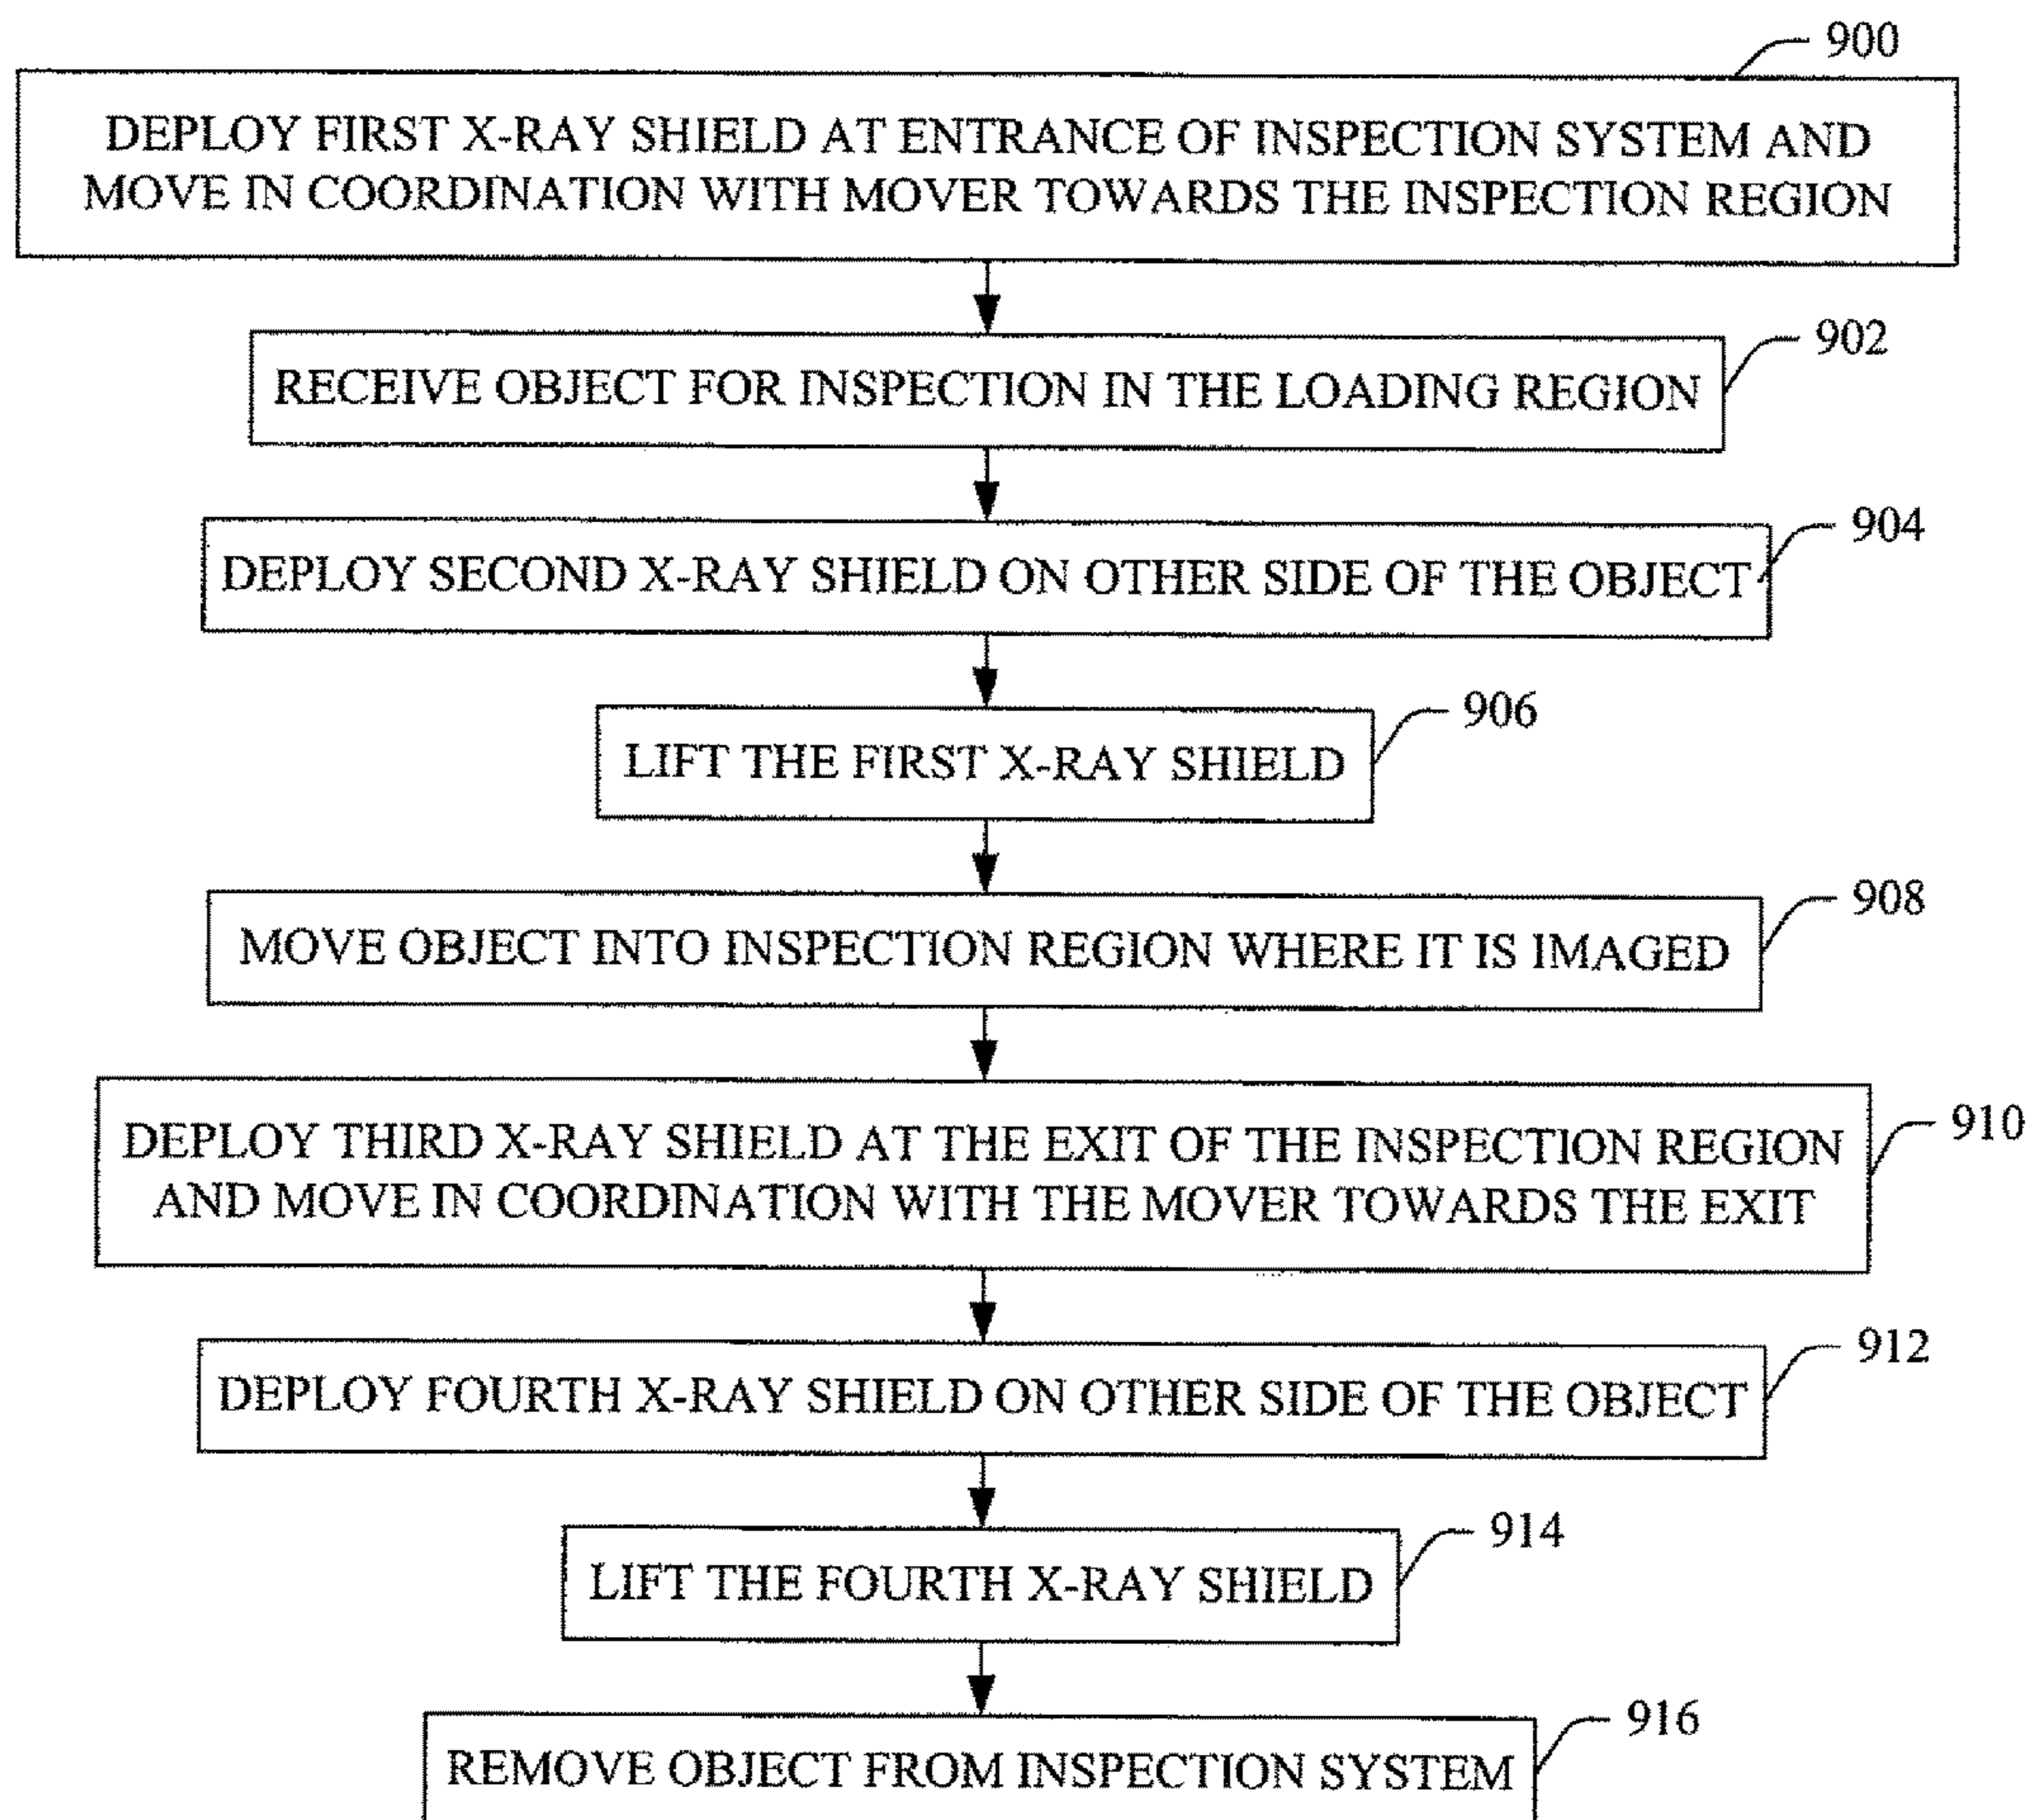 900
DEPLOY FIRST X-RAY SHIELD AT ENTRANCE OF INSPECTION SYSTEM AND
MOVE IN COORDINATION WITH MOVER TOWARDS THE INSPECTION REGION
902
RECEIVE OBJECT FOR INSPECTION IN THE LOADING REGION
904
DEPLOY SECOND X-RAY SHIELD ON OTHER SIDE OF THE OBJECT
906
LIFT THE FIRST X-RAY SHIELD
908
MOVE OBJECT INTO INSPECTION REGION WHERE IT IS IMAGED
910
DEPLOY THIRD X-RAY SHIELD AT THE EXIT OF THE INSPECTION REGION
AND MOVE IN COORDINATION WITH THE MOVER TOWARDS THE EXIT
912
DEPLOY FOURTH X-RAY SHIELD ON OTHER SIDE OF THE OBJECT
914
LIFT THE FOURTH X-RAY SHIELD
916
REMOVE OBJECT FROM INSPECTION SYSTEM